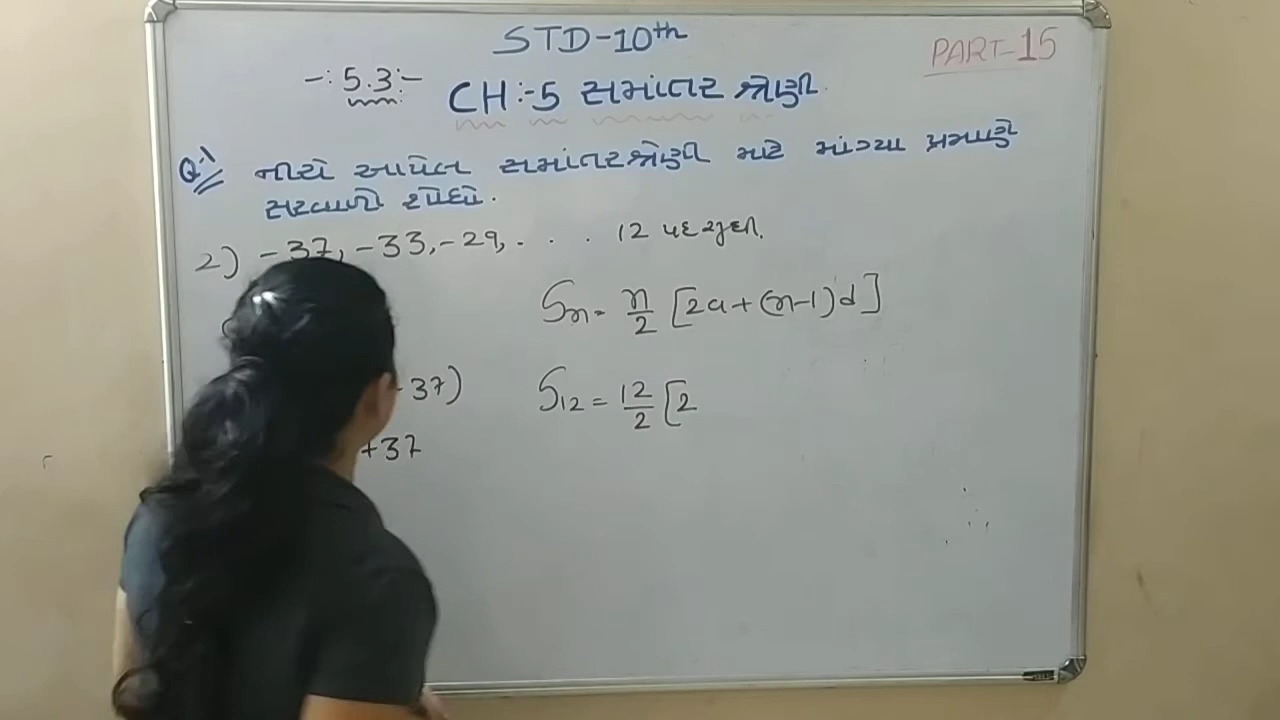 STD-10th
PART-15
-: 5.3 :-
CH:-5 સમાંતર શ્રેણી
Q-1 નીચે આપેલ સમાંતર શ્રેણી માટે માંગ્યા પ્રમાણે
સરવાળો શોધો.
2) -37, -33, -29, . . . 12 પદ સુધી.
Sn = n/2 [2a + (n-1)d]
-37)
S12 = 12/2 [2
+37